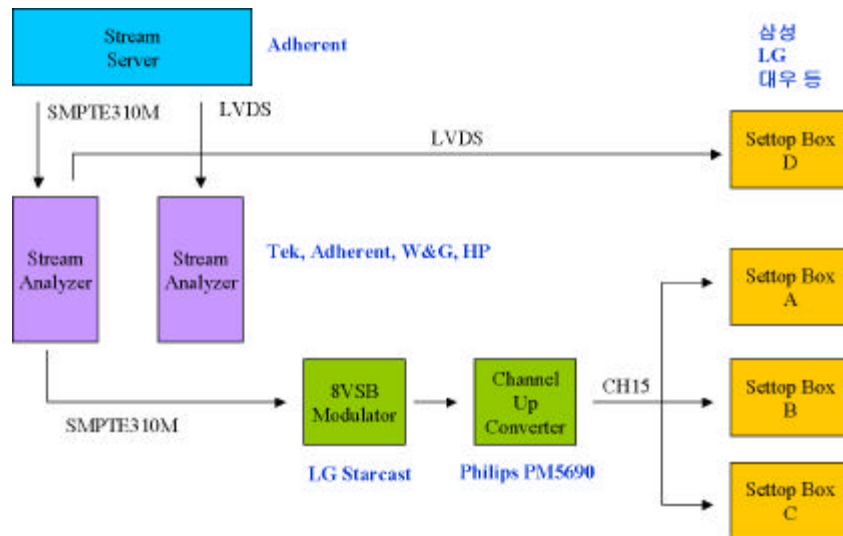 Stream
Server
Adherent
삼성
LG
대우 등
SMPTE310M
LVDS
LVDS
Settop Box
D
Stream
Analyzer
Stream
Analyzer
Tek, Adherent, W&G, HP
Settop Box
A
8VSB
Modulator
Channel
Up
Converter
CH15
Settop Box
B
SMPTE310M
LG Starcast
Philips PM5690
Settop Box
C